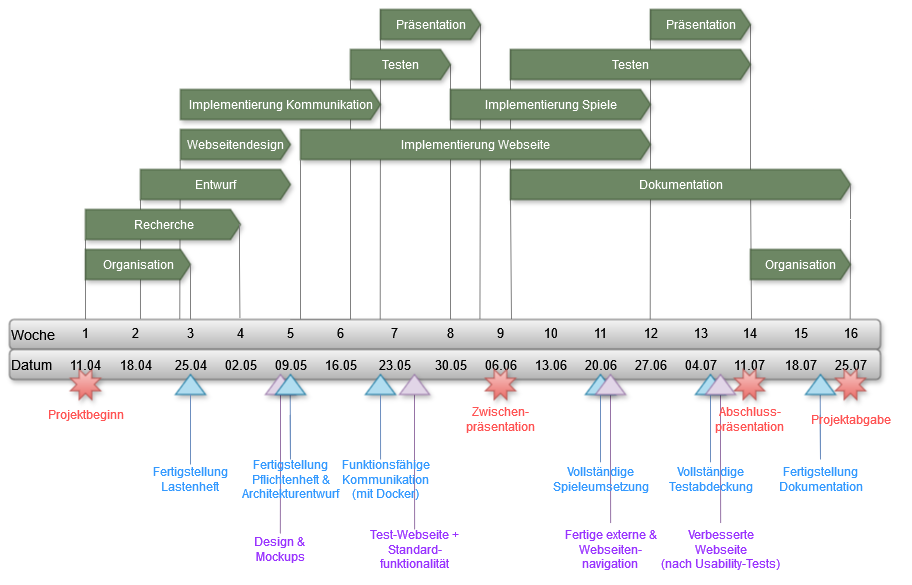 Präsentation
Präsentation
Testen
Testen
Implementierung Kommunikation
Implementierung Spiele
Webseitendesign
Implementierung Webseite
Entwurf
Dokumentation
Recherche
Organisation
Organisation
Woche 1 2 3 4 5 6 7 8 9 10 11 12 13 14 15 16
Datum 11.04 18.04 25.04 02.05 09.05 16.05 23.05 30.05 06.06 13.06 20.06 27.06 04.07 11.07 18.07 25.07
Projektbeginn
Zwischen-
präsentation
Abschluss-
präsentation
Projektabgabe
Fertigstellung
Lastenheft
Fertigstellung
Pflichtenheft &
Architekturentwurf
Funktionsfähige
Kommunikation
(mit Docker)
Vollständige
Spieleumsetzung
Vollständige
Testabdeckung
Fertigstellung
Dokumentation
Design &
Mockups
Test-Webseite +
Standard-
funktionalität
Fertige externe &
Webseiten-
navigation
Verbesserte
Webseite
(nach Usability-Tests)